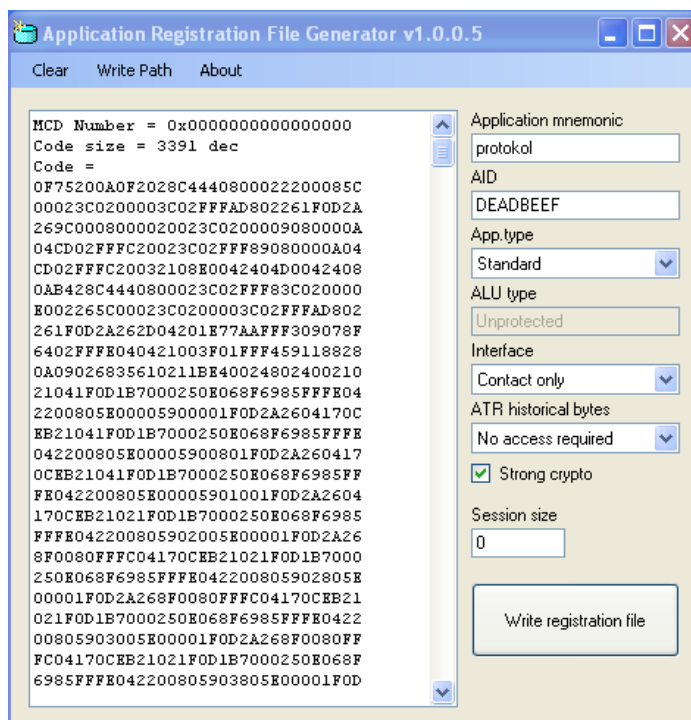 Application Registration File Generator v1.0.0.5
Clear Write Path About
MCD Number = 0x0000000000000000
Code size = 3391 dec
Code =
0F75200A0F2028C4440800022200085C
00023C0200003C02FFFAD802261F0D2A
269C0008000020023C0200009080000A
04CD02FFFC20023C02FFF89080000A04
CD02FFFC20032108E0042404D0042408
0AB428C4440800023C02FFF83C020000
E002265C00023C0200003C02FFFAD802
261F0D2A262D04201E77AAFFF309078F
6402FFFE040421003F01FFF459118828
0A09026835610211BE40024802400210
21041F0D1B7000250E068F6985FFFE04
2200805E00005900001F0D2A2604170C
EB21041F0D1B7000250E068F6985FFFE
042200805E00005900801F0D2A260417
0CEB21041F0D1B7000250E068F6985FF
FE042200805E00005901001F0D2A2604
170CEB21021F0D1B7000250E068F6985
FFFE042200805902005E00001F0D2A26
8F0080FFFC04170CEB21021F0D1B7000
250E068F6985FFFE042200805902805E
00001F0D2A268F0080FFFC04170CEB21
021F0D1B7000250E068F6985FFFE0422
00805903005E00001F0D2A268F0080FF
FC04170CEB21021F0D1B7000250E068F
6985FFFE042200805903805E00001F0D
Application mnemonic
protokol
AID
DEADBEEF
App.type
Standard
ALU type
Unprotected
Interface
Contact only
ATR historical bytes
No access required
Strong crypto
Session size
0
Write registration file